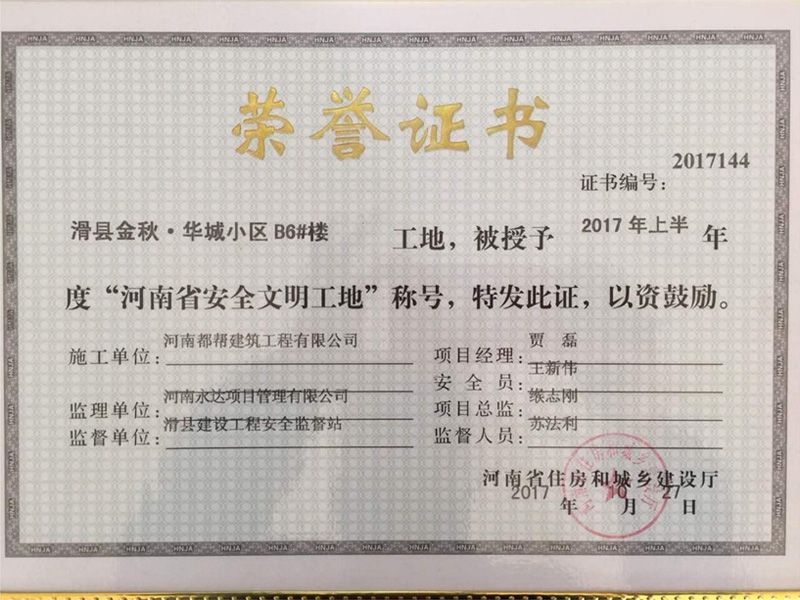 荣誉证书
2017144
证书编号：
滑县金秋·华城小区 B6#楼 工地，被授予 2017 年上半 年
度“河南省安全文明工地”称号，特发此证，以资鼓励。
施工单位：河南都帮建筑工程有限公司
项目经理：贾 磊
安 全 员：王新伟
监理单位：河南永达项目管理有限公司
项目总监：缑志刚
监督单位：滑县建设工程安全监督站
监督人员：苏法利
河南省住房和城乡建设厅
2017 年 10 月 27 日